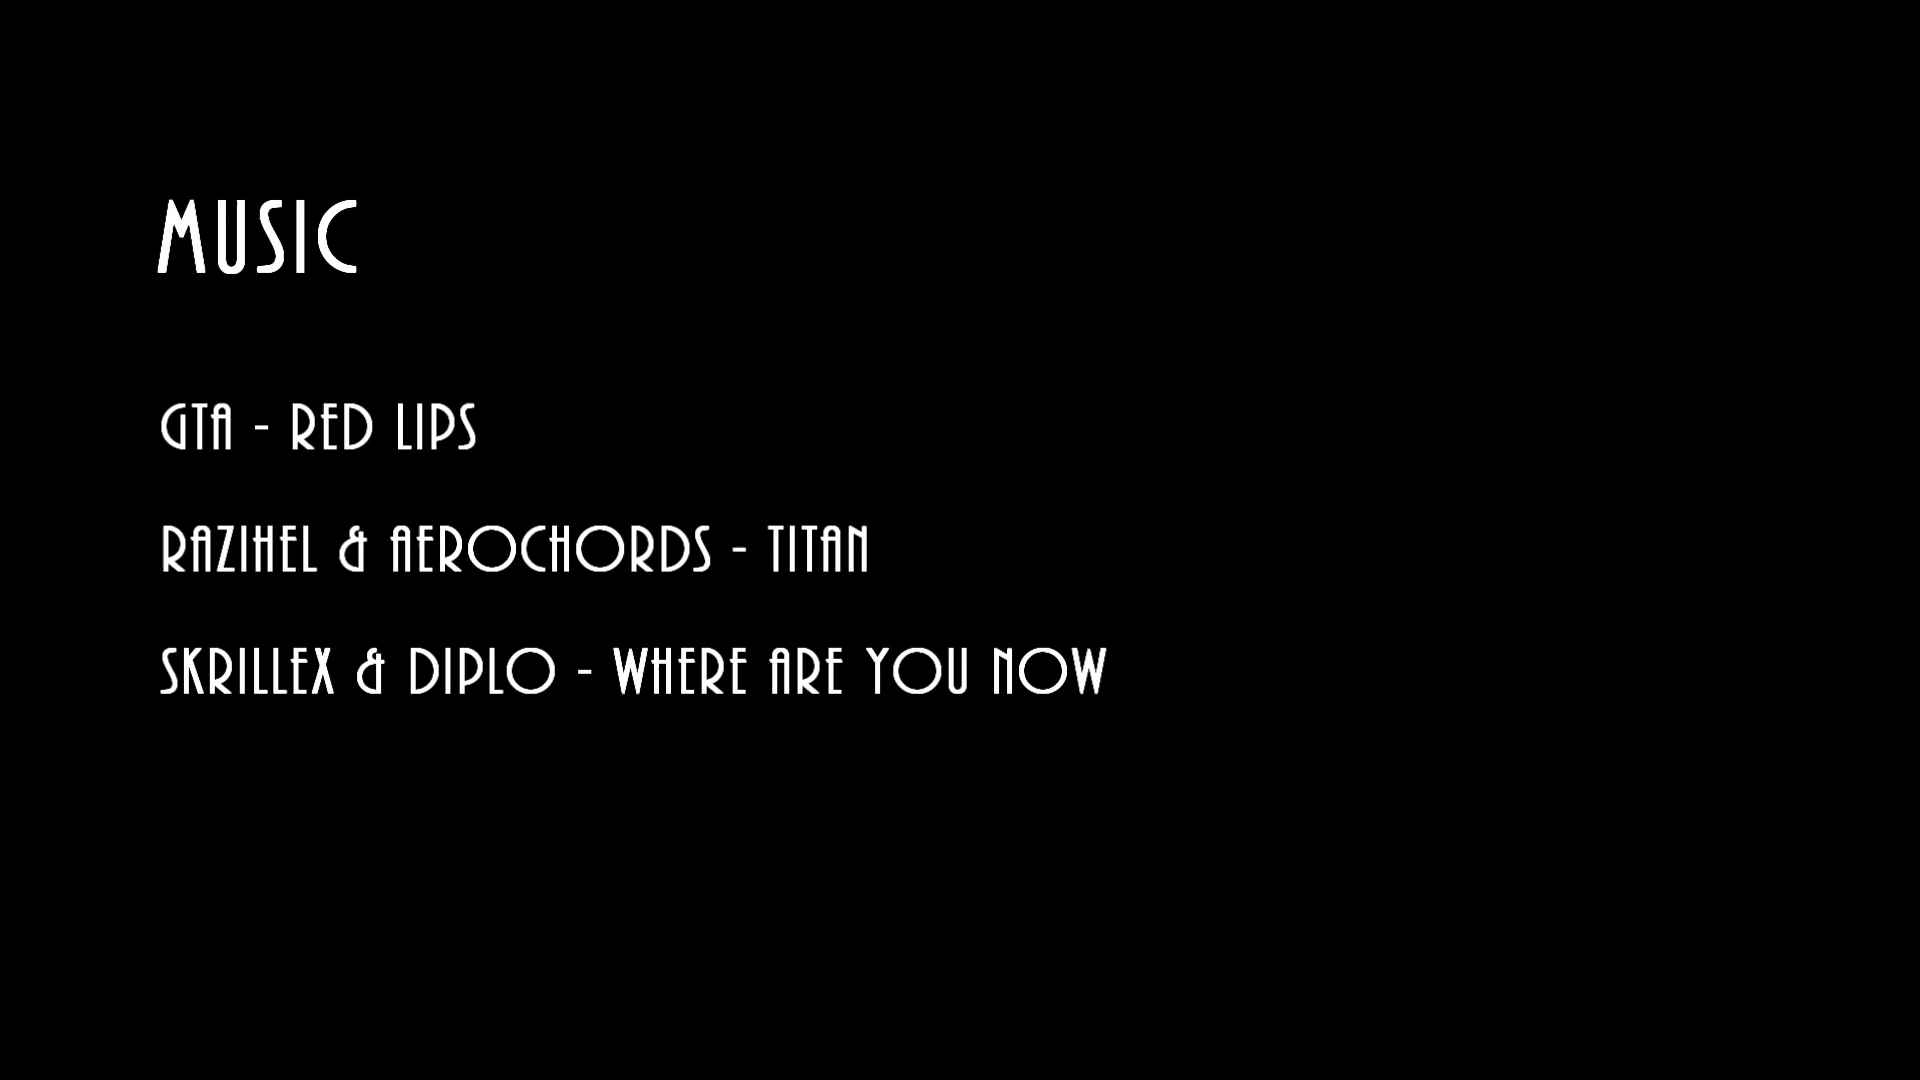 MUSIC
GTA - RED LIPS
RAZIHEL & AEROCHORDS - TITAN
SKRILLEX & DIPLO - WHERE ARE YOU NOW